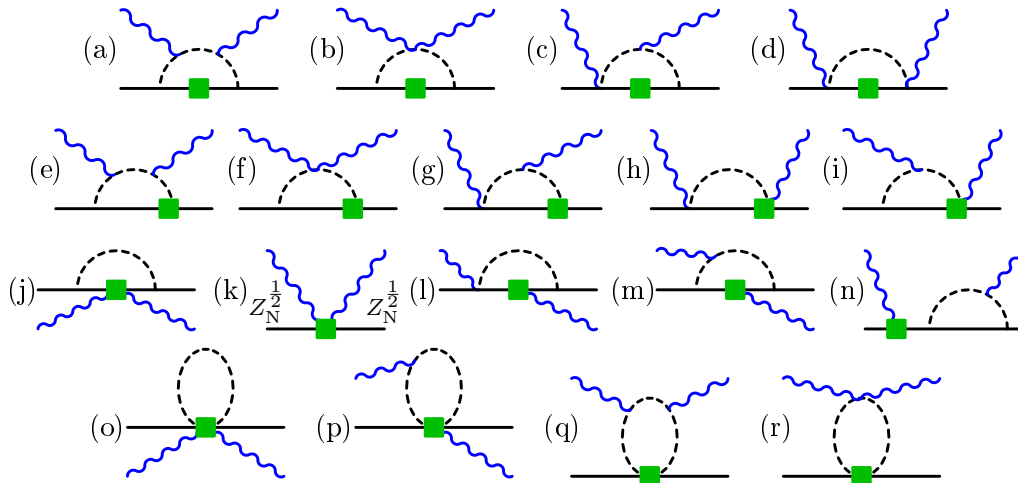 (a) (b) (c) (d)
(e) (f) (g) (h) (i)
(j) (k) Z_N^{1/2} Z_N^{1/2} (l) (m) (n)
(o) (p) (q) (r)